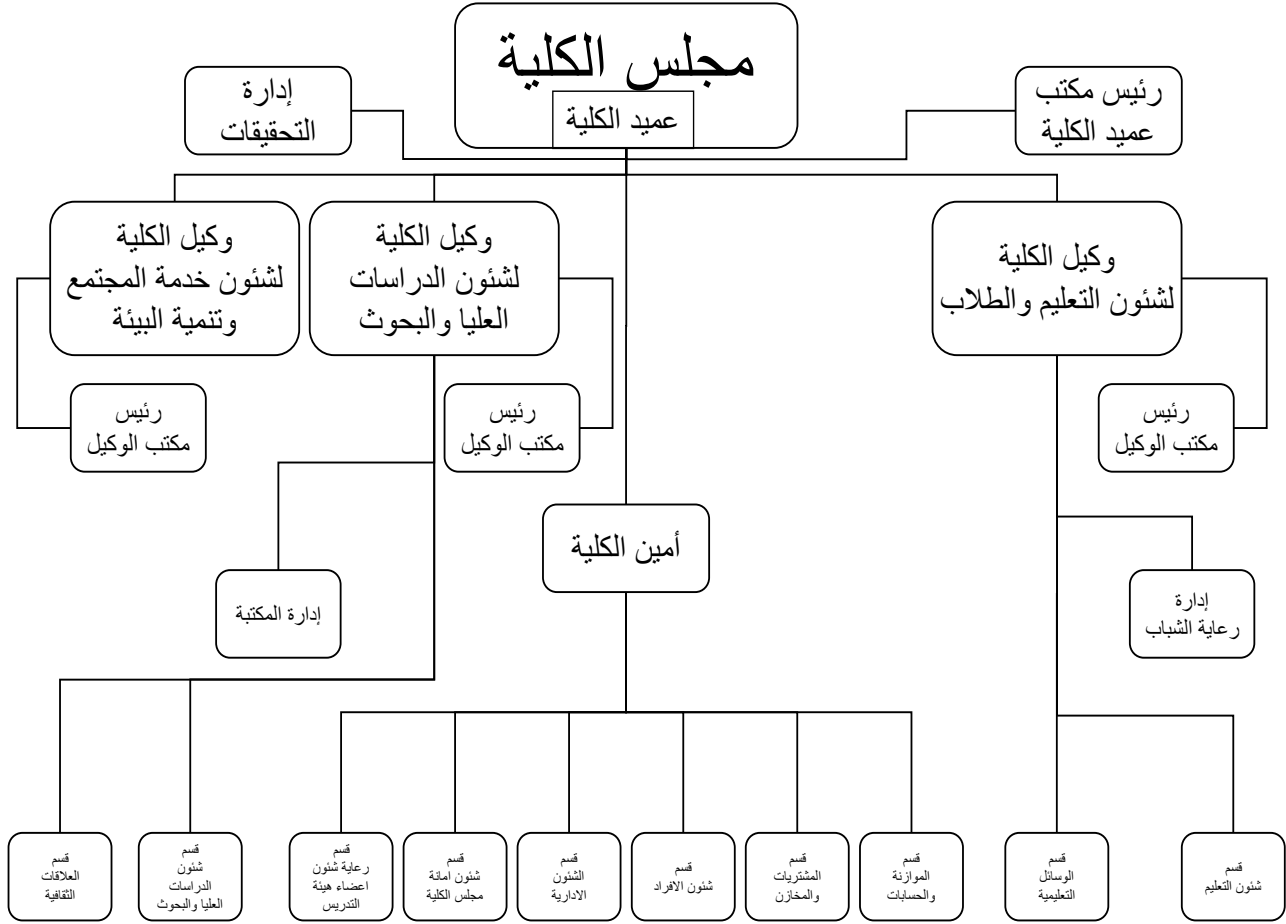 مجلس الكلية
عميد الكلية
رئيس مكتب
عميد الكلية
إدارة
التحقيقات
وكيل الكلية
لشئون التعليم والطلاب
وكيل الكلية
لشئون الدراسات
العليا والبحوث
وكيل الكلية
لشئون خدمة المجتمع
وتنمية البيئة
رئيس
مكتب الوكيل
رئيس
مكتب الوكيل
رئيس
مكتب الوكيل
أمين الكلية
إدارة
رعاية الشباب
إدارة المكتبة
قسم
شئون التعليم
قسم
الوسائل
التعليمية
قسم
الموازنة
والحسابات
قسم
المشتريات
والمخازن
قسم
شئون الافراد
قسم
الشئون
الادارية
قسم
شئون امانة
مجلس الكلية
قسم
رعاية شئون
اعضاء هيئة
التدريس
قسم
شئون
الدراسات
العليا والبحوث
قسم
العلاقات
الثقافية